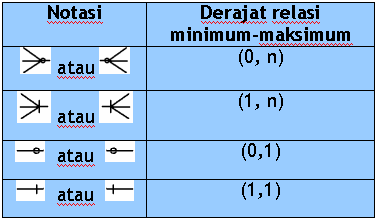 Notasi
Derajat relasi
minimum-maksimum
atau
(0, n)
atau
(1, n)
atau
(0,1)
atau
(1,1)